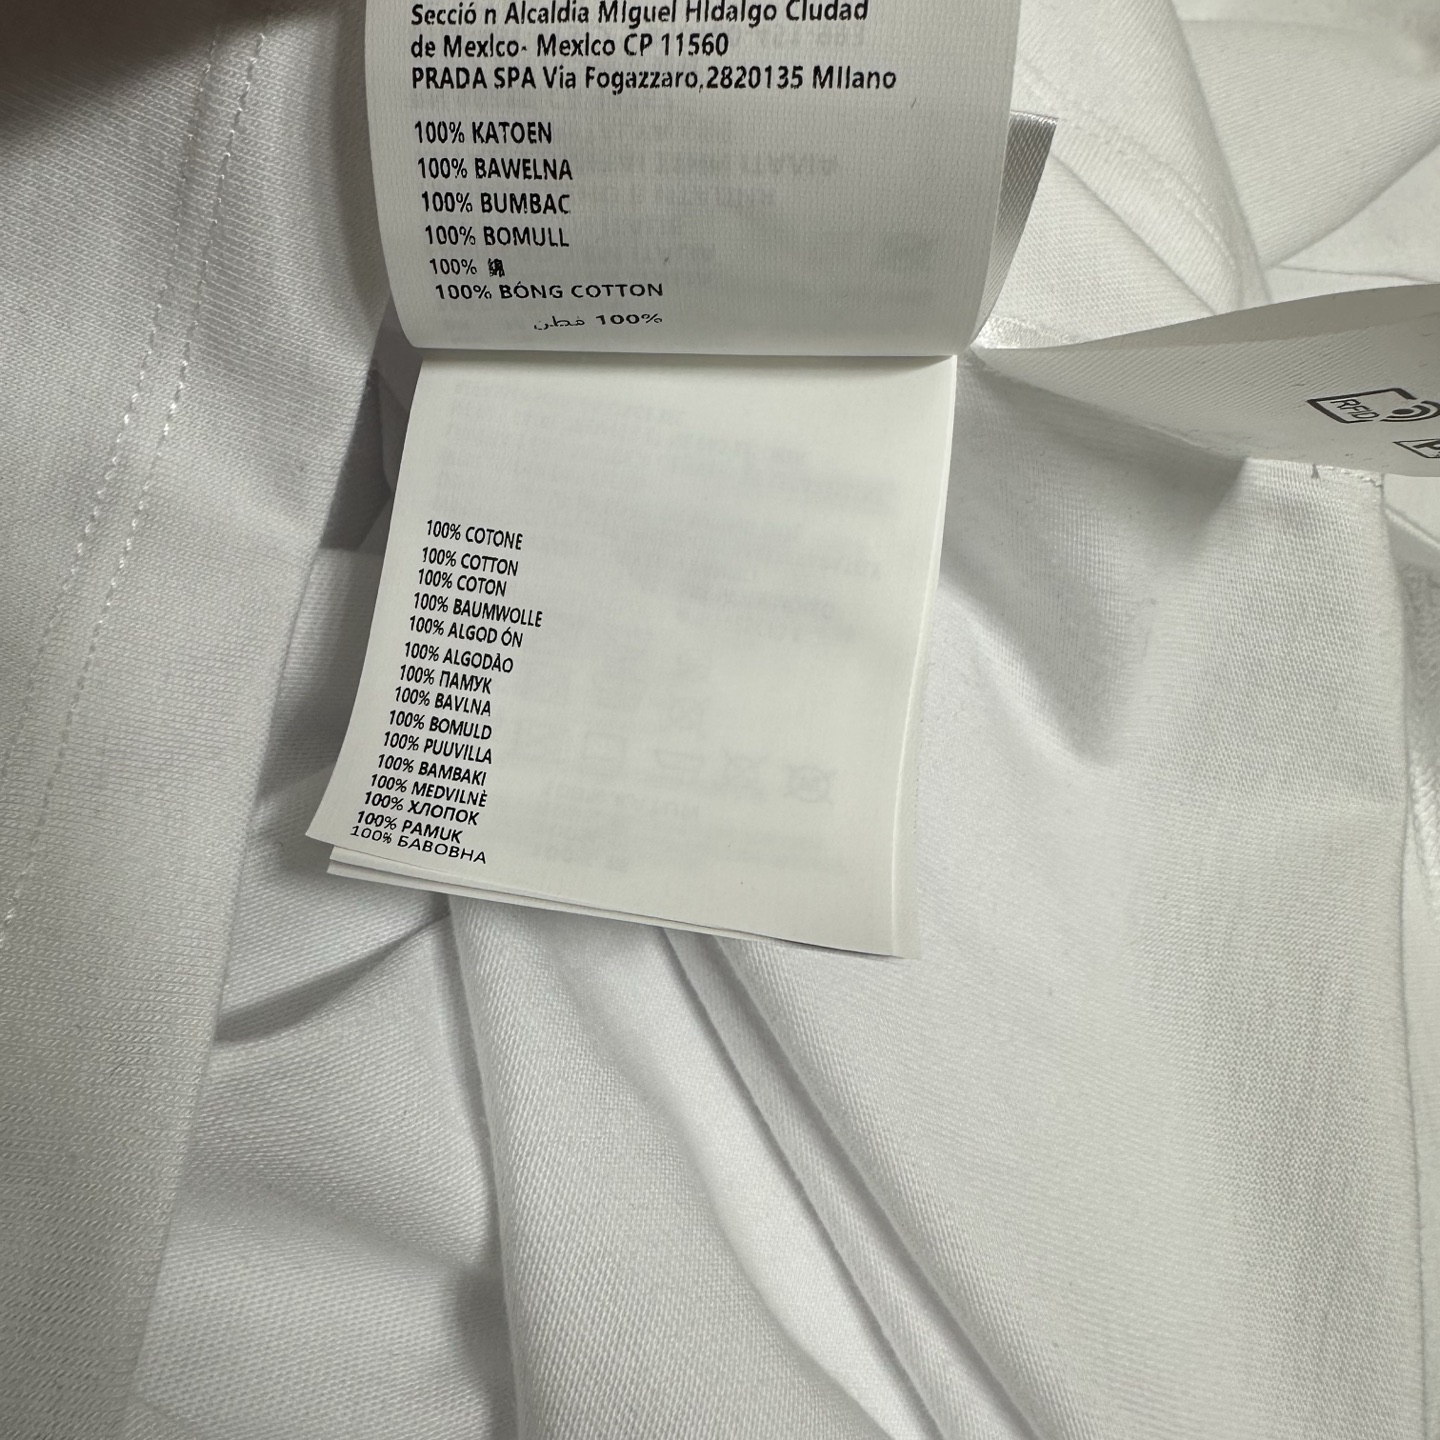 Secció n Alcaldia MIguel HIdalgo CIudad
de MexIco- MexIco CP 11560
PRADA SPA Via Fogazzaro,2820135 MIlano
100% KATOEN
100% BAWELNA
100% BUMBAC
100% BOMULL
100%
100% BÓNG COTTON
100% قطن
100% COTONE
100% COTTON
100% COTON
100% BAUMWOLLE
100% ALGOD ÓN
100% ALGODÀO
100% ПАМУК
100% BAVLNA
100% BOMULD
100% PUUVILLA
100% BAMBAKI
100% MEDVILNĖ
100% ХЛОПОК
100% PAMUK
100% БАВОВНА
RFID